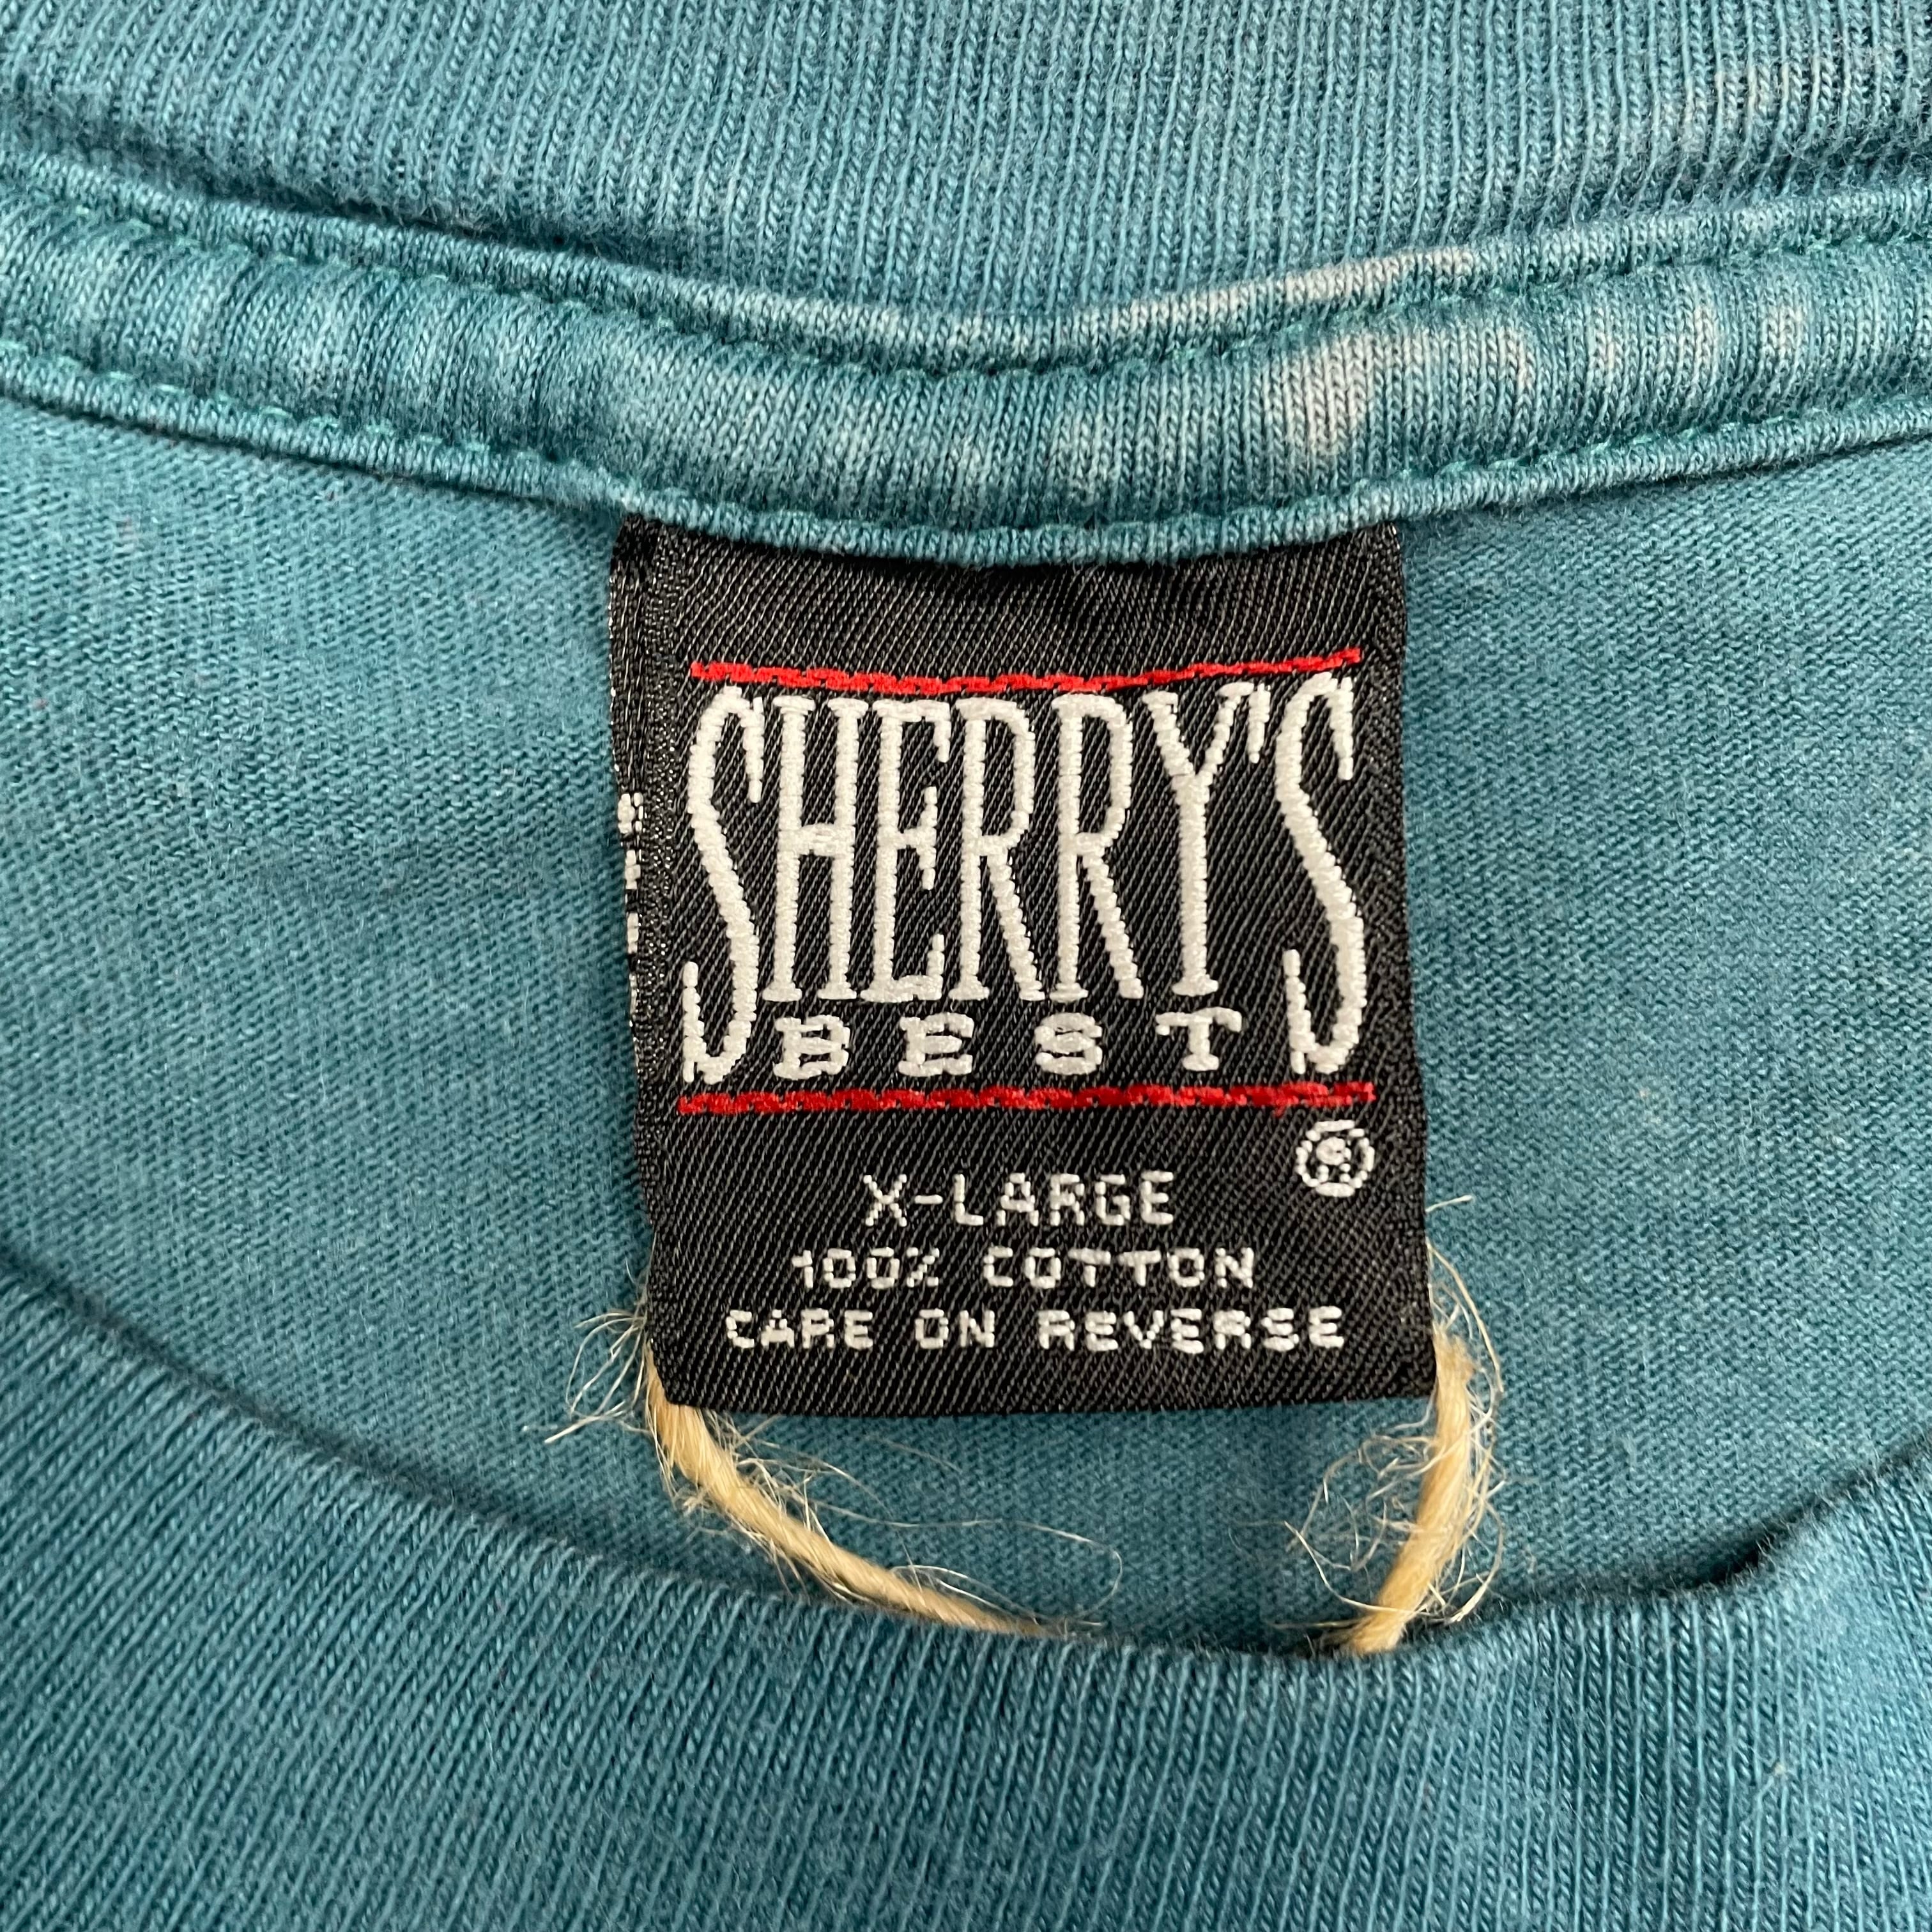 SHERRY'S
BEST
®
X-LARGE
100% COTTON
CARE ON REVERSE